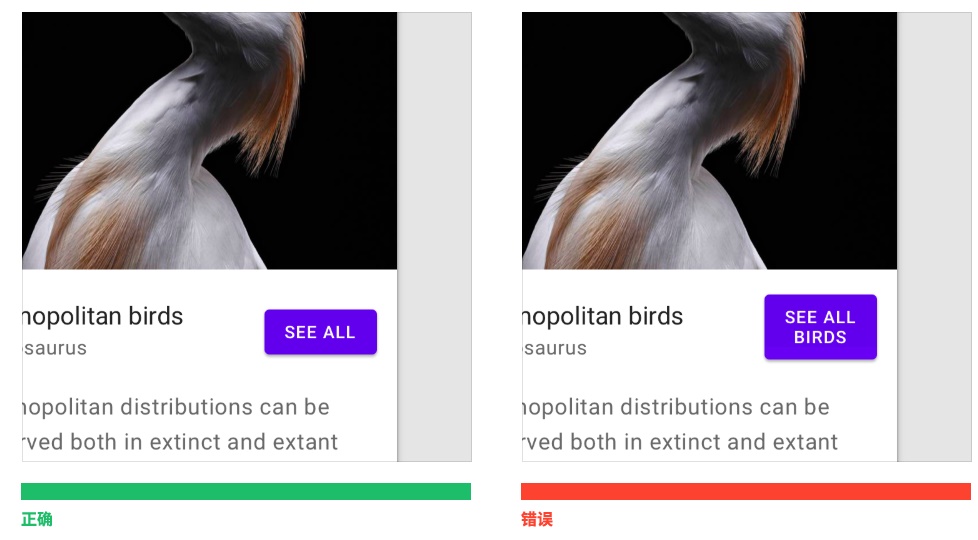 nopolitan birds
SEE ALL
saurus
nopolitan distributions can be
rved both in extinct and extant
正确
nopolitan birds
SEE ALL
BIRDS
saurus
nopolitan distributions can be
rved both in extinct and extant
错误